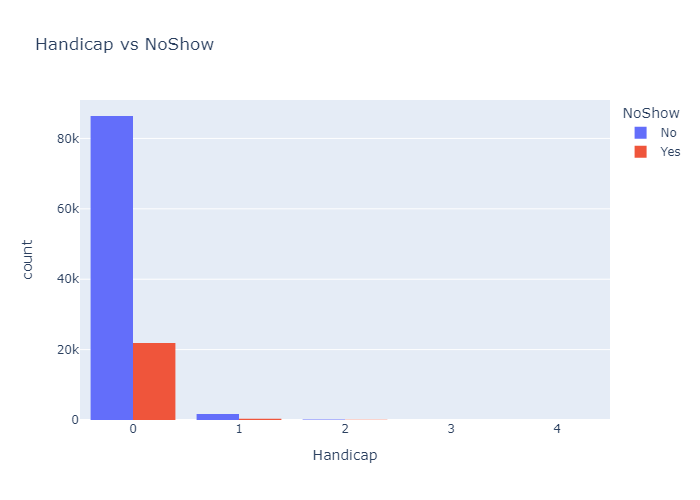 Handicap vs NoShow
NoShow
No
Yes
80k
60k
40k
20k
0
count
0 1 2 3 4
Handicap